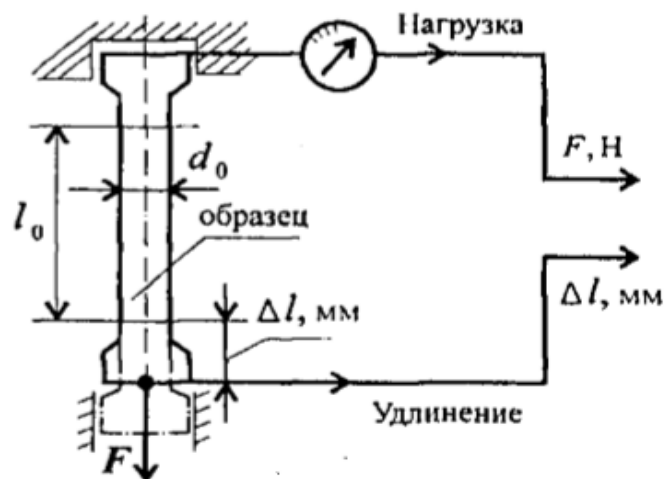 Нагрузка
F, Н
d₀
l₀
образец
Δl, мм
Δl, мм
Удлинение
F